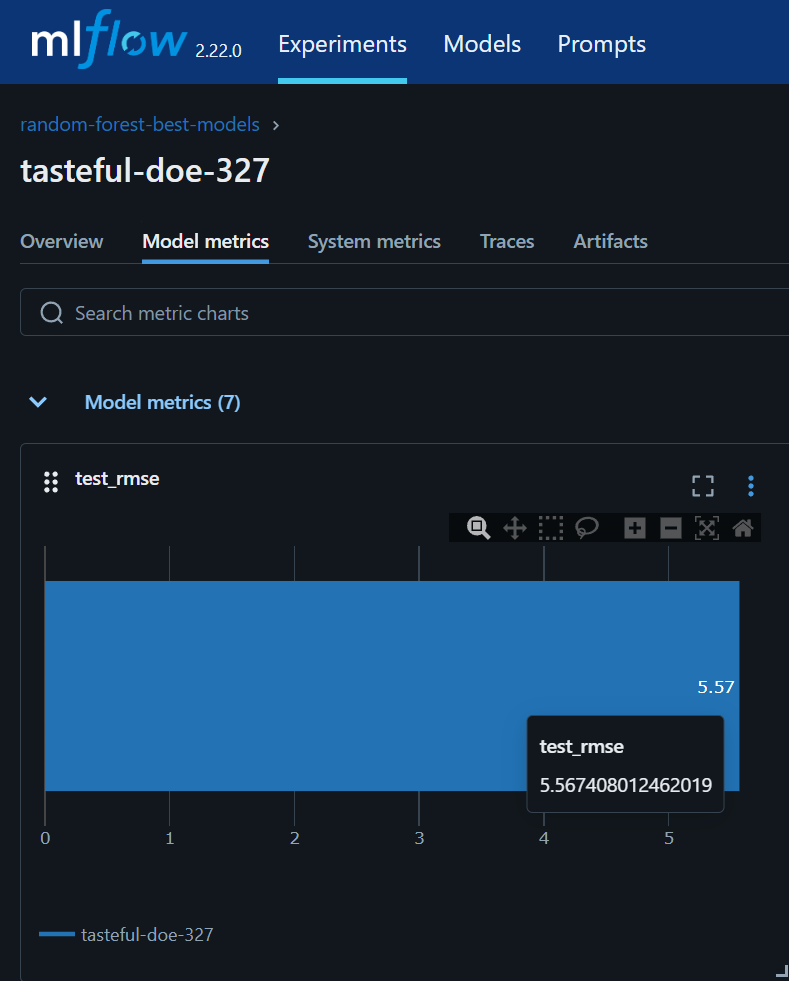 mlflow 2.22.0 Experiments Models Prompts
random-forest-best-models ›
tasteful-doe-327
Overview Model metrics System metrics Traces Artifacts
Search metric charts
Model metrics (7)
test_rmse
5.57
test_rmse
5.567408012462019
0 1 2 3 4 5
tasteful-doe-327